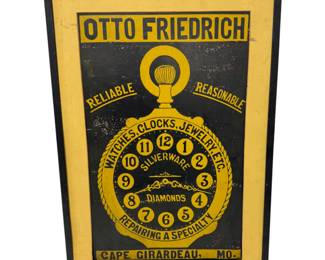 OTTO FRIEDRICH
RELIABLE REASONABLE
WATCHES, CLOCKS, JEWELRY, ETC.
12
11 1
SILVERWARE
10 2
9 3
DIAMONDS
8 4
7 5
6
REPAIRING A SPECIALTY
CAPE GIRARDEAU, MO.